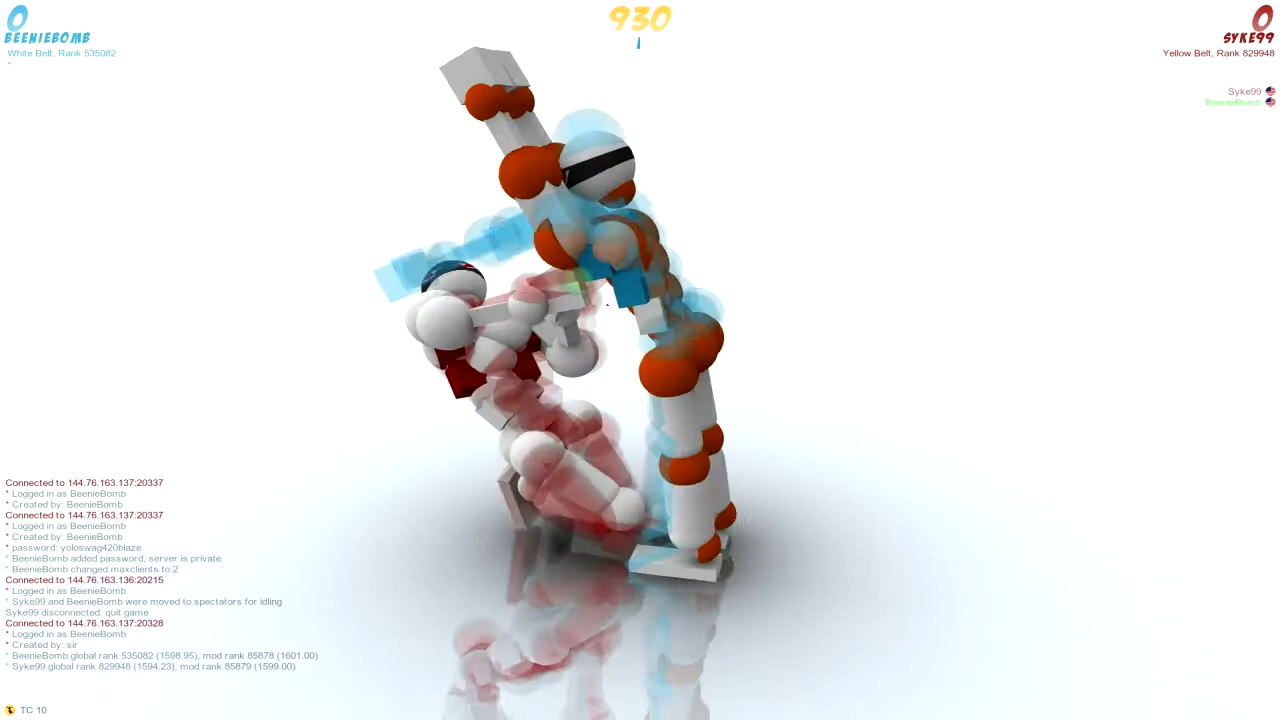 0
BEENIEBOMB
White Belt, Rank 535082
930
0
SYKE99
Yellow Belt, Rank 829948
Syke99
BeenieBomb
Connected to 144.76.163.137:20337
* Logged in as BeenieBomb
* Created by: BeenieBomb
Connected to 144.76.163.137:20337
* Logged in as BeenieBomb
* Created by: BeenieBomb
* password: yoloswag420blaze
* BeenieBomb added password, server is private
* BeenieBomb changed maxclients to 2
Connected to 144.76.163.136:20215
* Logged in as BeenieBomb
* Syke99 and BeenieBomb were moved to spectators for idling
Syke99 disconnected. quit game
Connected to 144.76.163.137:20328
* Logged in as BeenieBomb
* Created by: sir
* BeenieBomb global rank 535082 (1598.95), mod rank 85878 (1601.00)
* Syke99 global rank 829948 (1594.23), mod rank 85879 (1599.00)
TC 10